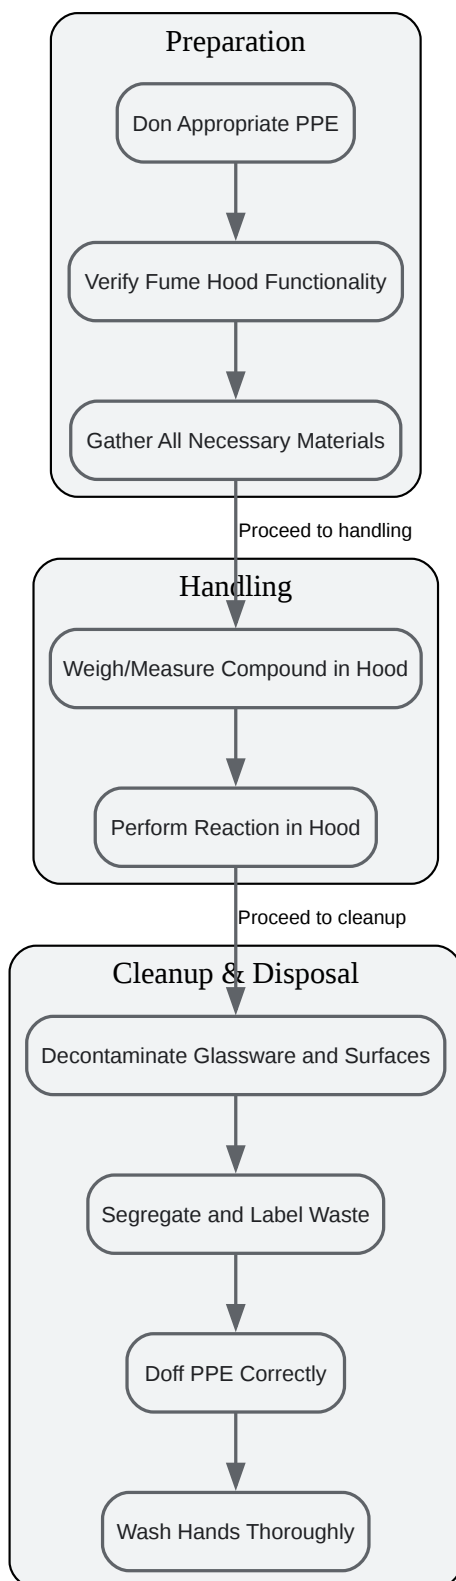 Preparation
Don Appropriate PPE
Verify Fume Hood Functionality
Gather All Necessary Materials
Proceed to handling
Handling
Weigh/Measure Compound in Hood
Perform Reaction in Hood
Proceed to cleanup
Cleanup & Disposal
Decontaminate Glassware and Surfaces
Segregate and Label Waste
Doff PPE Correctly
Wash Hands Thoroughly